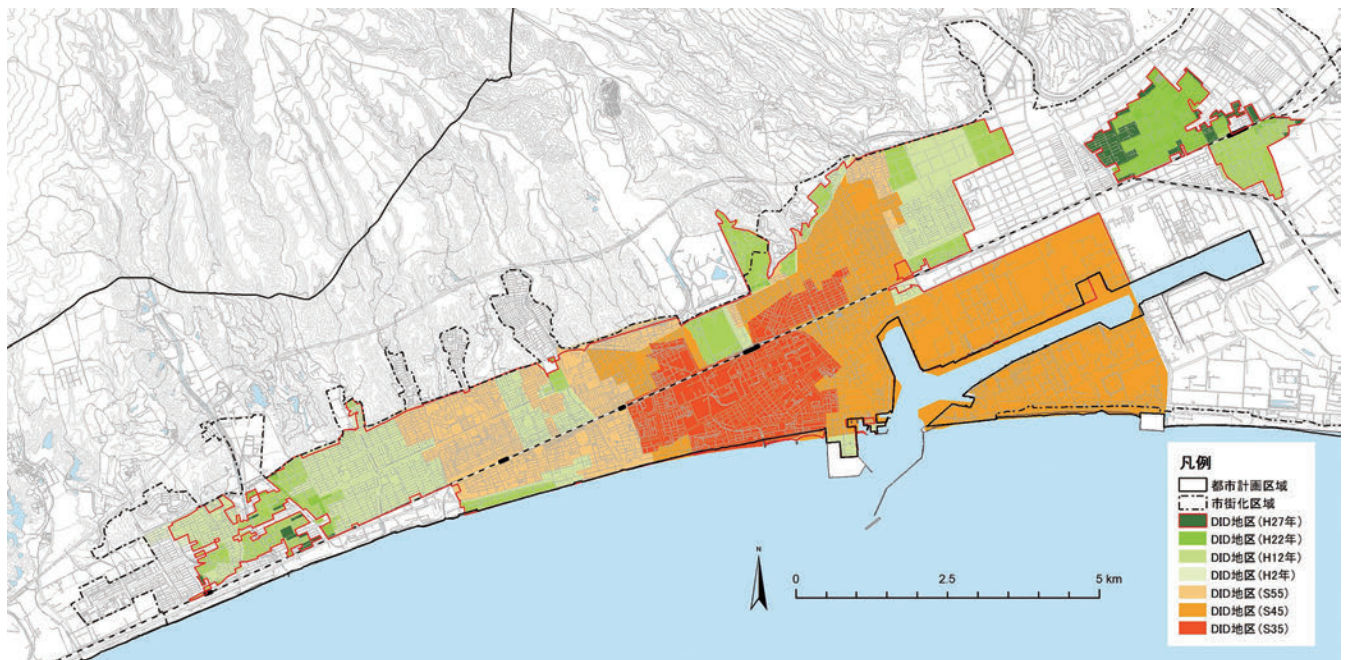 凡例
都市計画区域
市街化区域
DID地区(H27年)
DID地区(H22年)
DID地区(H12年)
DID地区(H2年)
DID地区(S55)
DID地区(S45)
DID地区(S35)
N
0 2.5 5 km